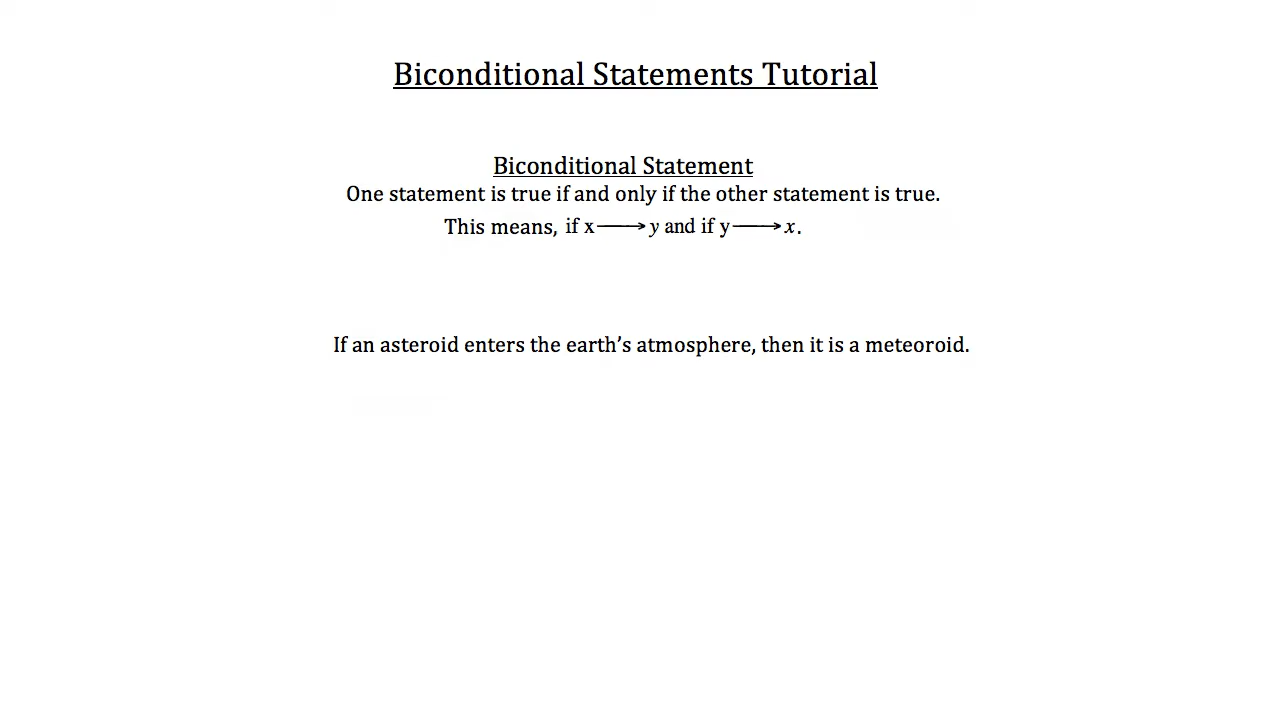 Biconditional Statements Tutorial
Biconditional Statement
One statement is true if and only if the other statement is true.
This means, if x⟶y and if y⟶x.
If an asteroid enters the earth’s atmosphere, then it is a meteoroid.